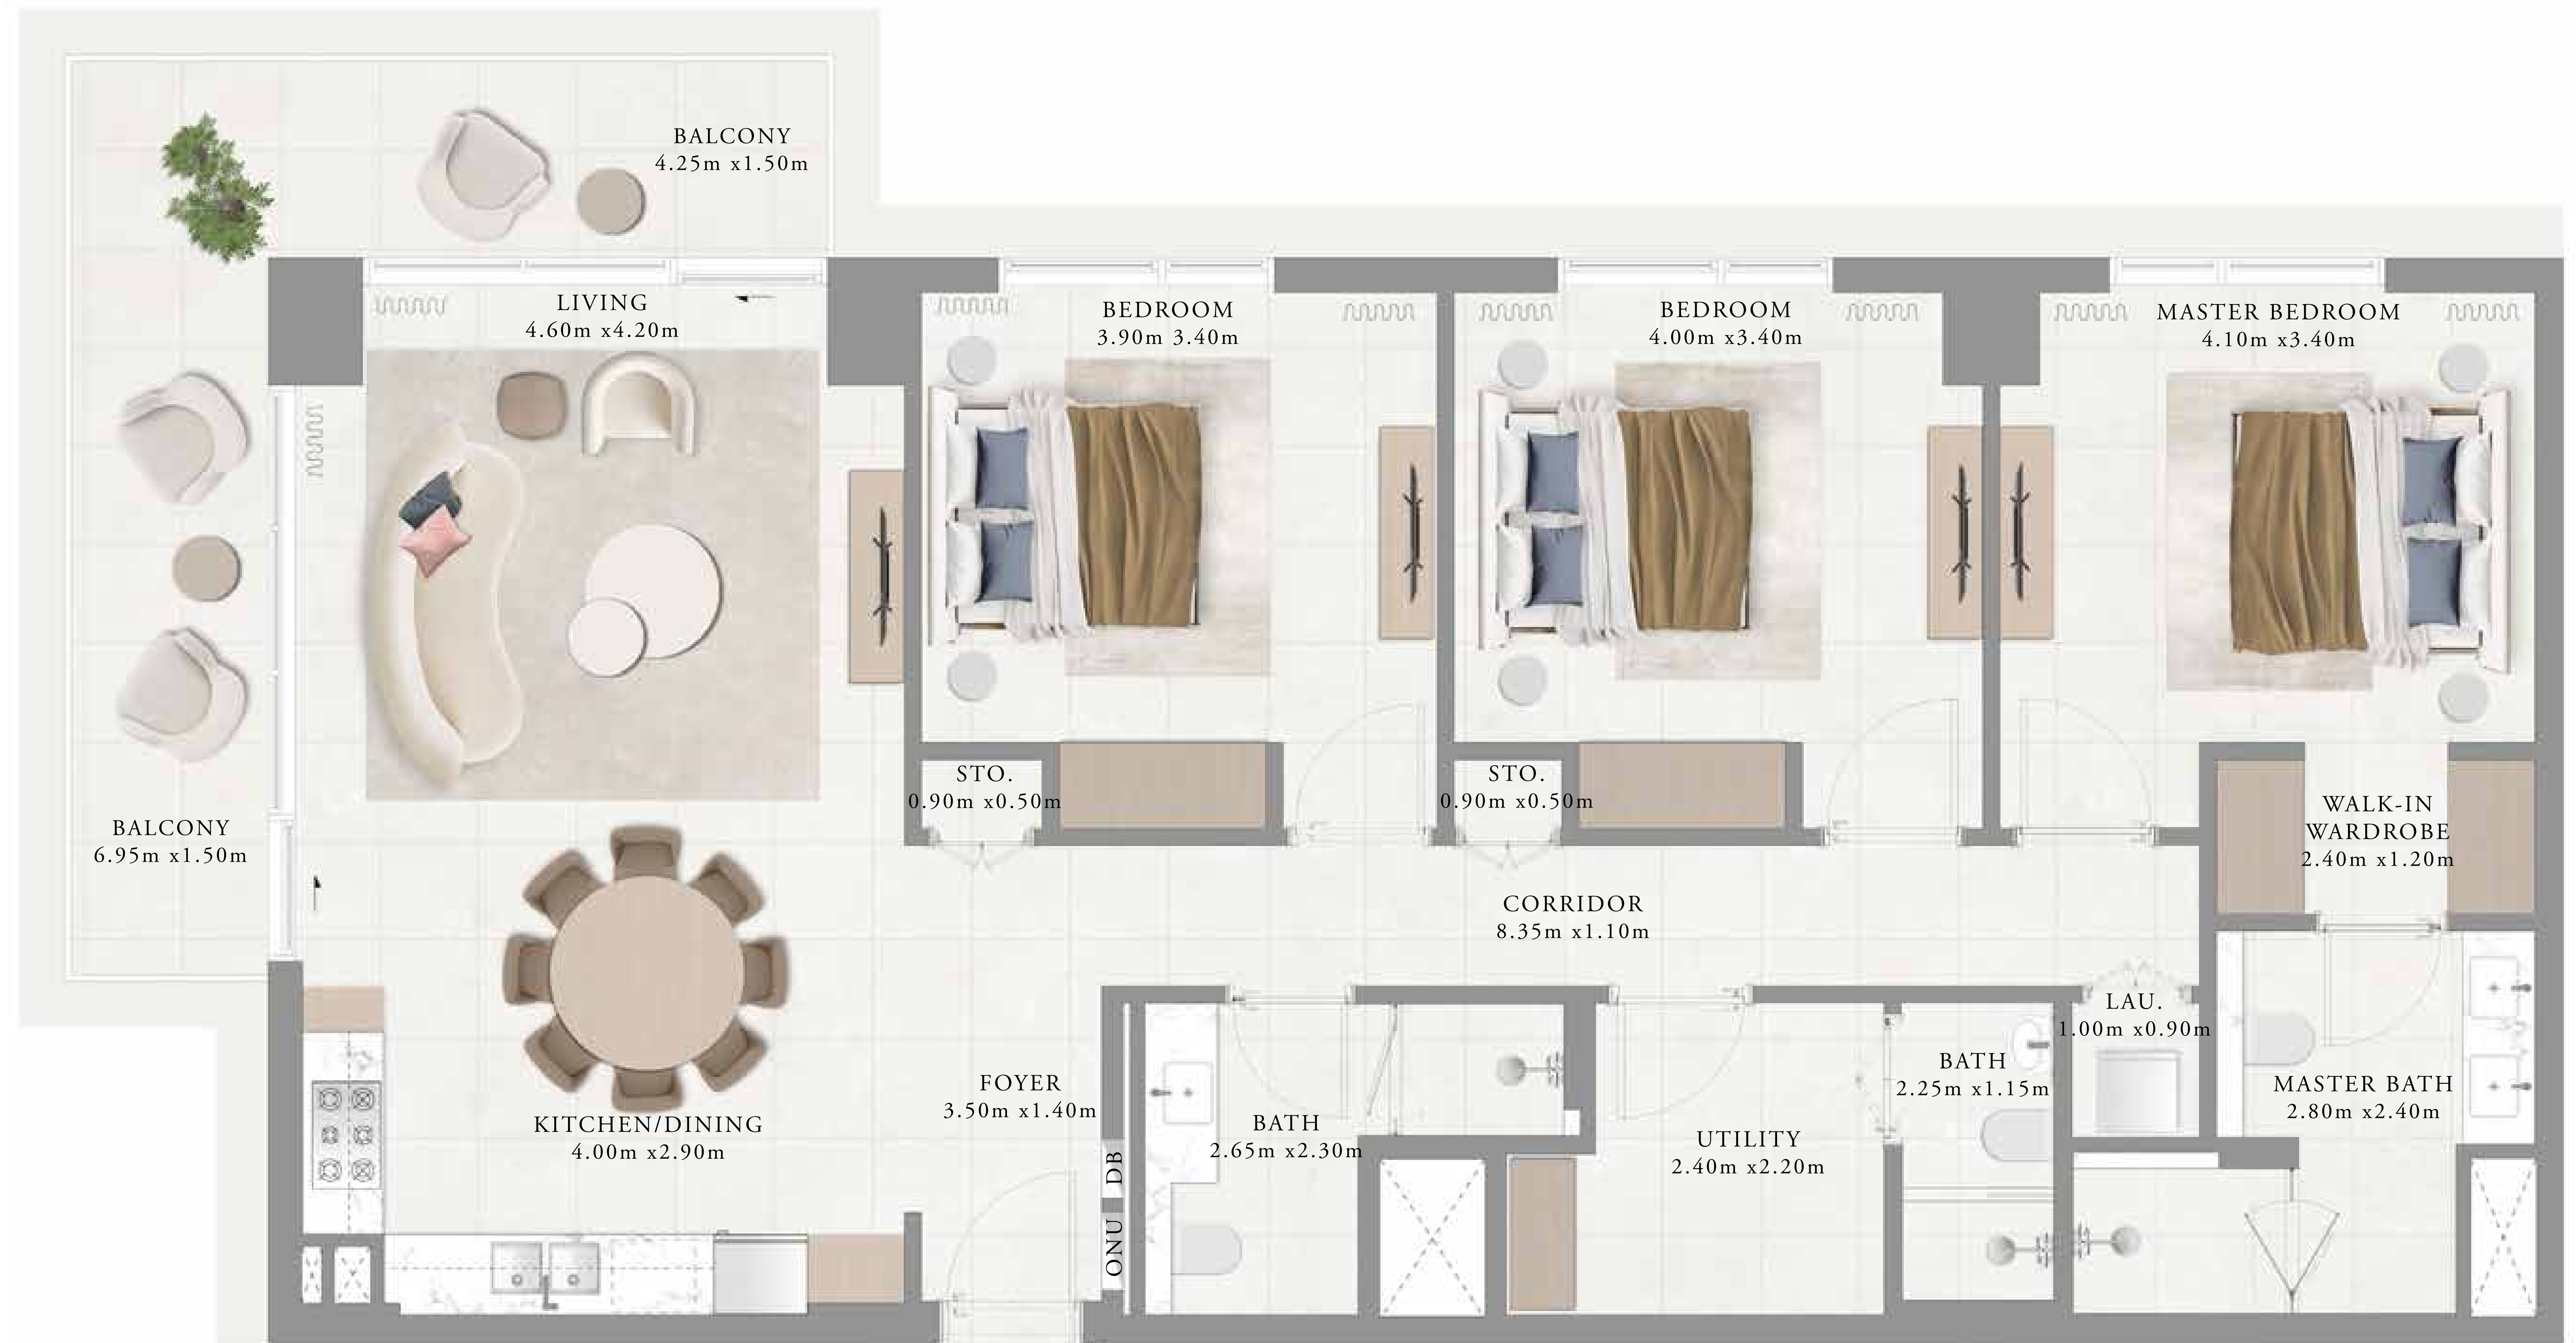 BALCONY
4.25m x1.50m
LIVING
4.60m x4.20m
BEDROOM
3.90m 3.40m
BEDROOM
4.00m x3.40m
MASTER BEDROOM
4.10m x3.40m
STO.
0.90m x0.50m
STO.
0.90m x0.50m
WALK-IN
WARDROBE
2.40m x1.20m
BALCONY
6.95m x1.50m
CORRIDOR
8.35m x1.10m
LAU.
1.00m x0.90m
FOYER
3.50m x1.40m
BATH
2.25m x1.15m
MASTER BATH
2.80m x2.40m
KITCHEN/DINING
4.00m x2.90m
BATH
2.65m x2.30m
UTILITY
2.40m x2.20m
DB
ONU